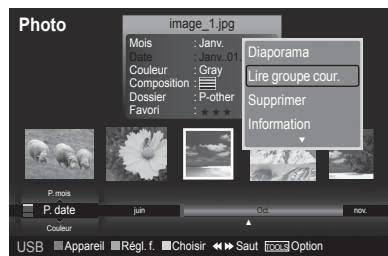 Photo
image_1.jpg
Mois : Janv.
Date : Janv..01.
Couleur : Gray
Composition :
Dossier : P-other
Favori : ★ ★ ★
Diaporama
Lire groupe cour.
Supprimer
Information
P. mois
P. date
juin
Oct.
nov.
Couleur
USB Appareil Régl. f. Choisir Saut TOOLS Option